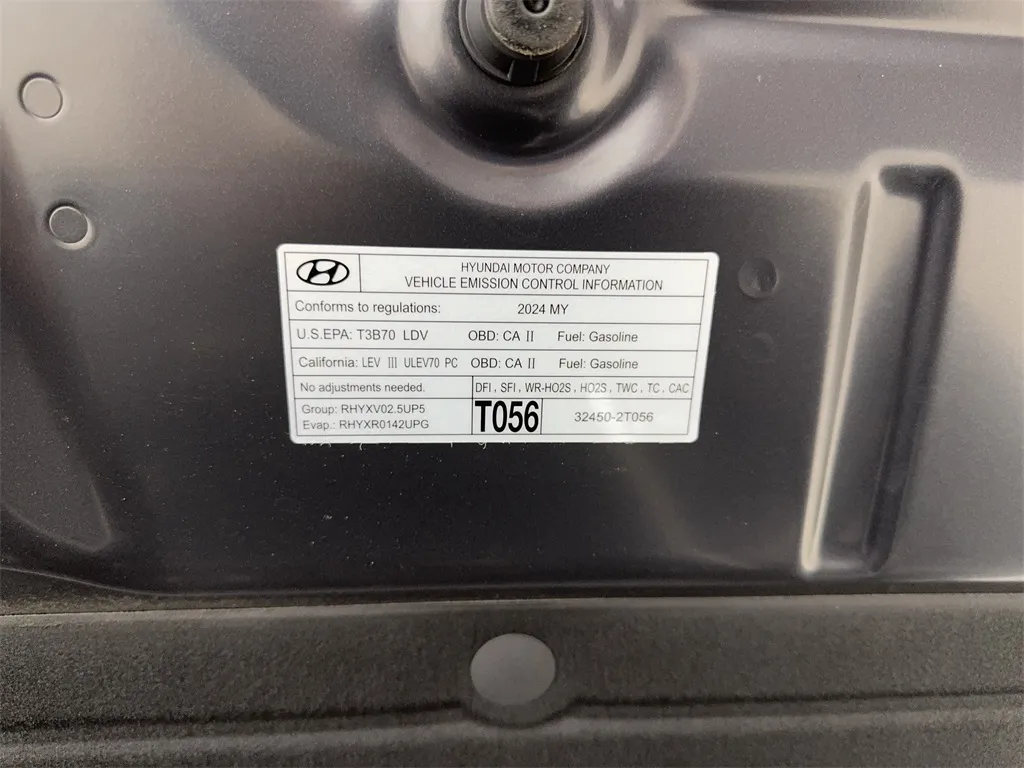 HYUNDAI MOTOR COMPANY
VEHICLE EMISSION CONTROL INFORMATION
Conforms to regulations: 2024 MY
U.S.EPA: T3B70 LDV OBD: CA II Fuel: Gasoline
California: LEV III ULEV70 PC OBD: CA II Fuel: Gasoline
No adjustments needed. DFI , SFI , WR-HO2S , HO2S , TWC , TC , CAC
Group: RHYXV02.5UP5
Evap.: RHYXR0142UPG
T056
32450-2T056